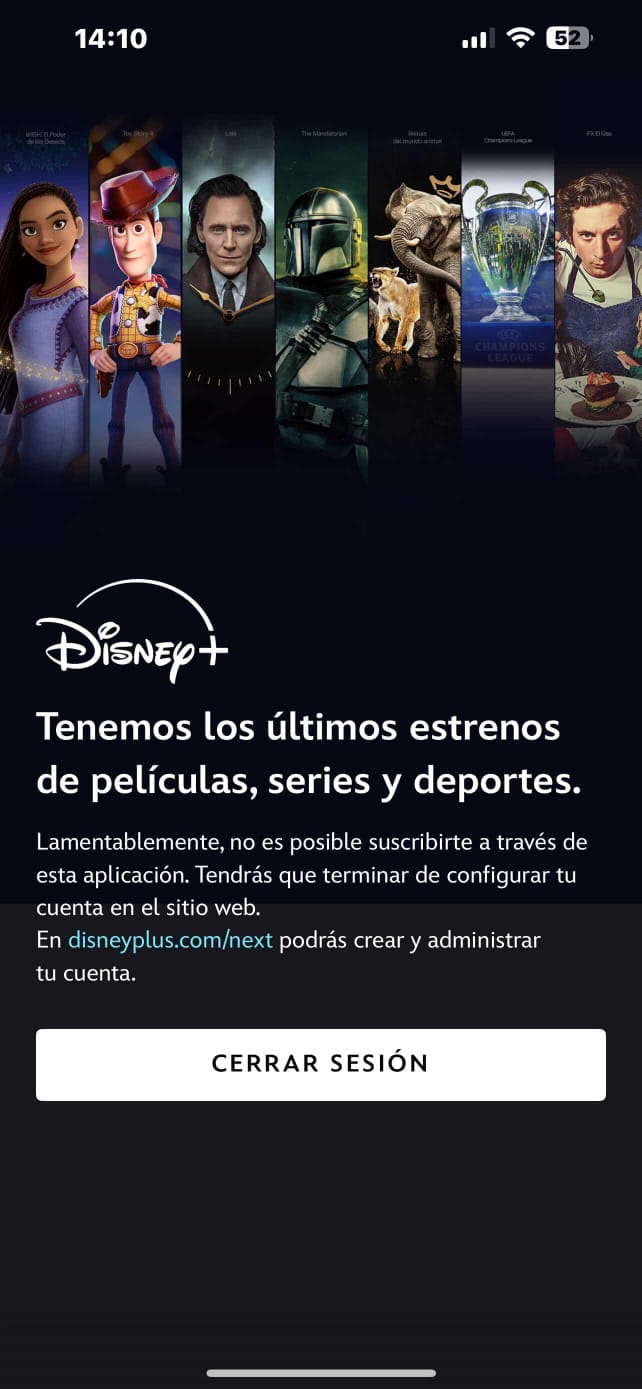 14:10
52
WISH: El Poder
de los Deseos
Toy Story 4
Loki
The Mandalorian
Reinas
del mundo animal
UEFA
Champions League
FX El Oso
UEFA
CHAMPIONS
LEAGUE
Disney+
Tenemos los últimos estrenos
de películas, series y deportes.
Lamentablemente, no es posible suscribirte a través de
esta aplicación. Tendrás que terminar de configurar tu
cuenta en el sitio web.
En disneyplus.com/next podrás crear y administrar
tu cuenta.
CERRAR SESIÓN